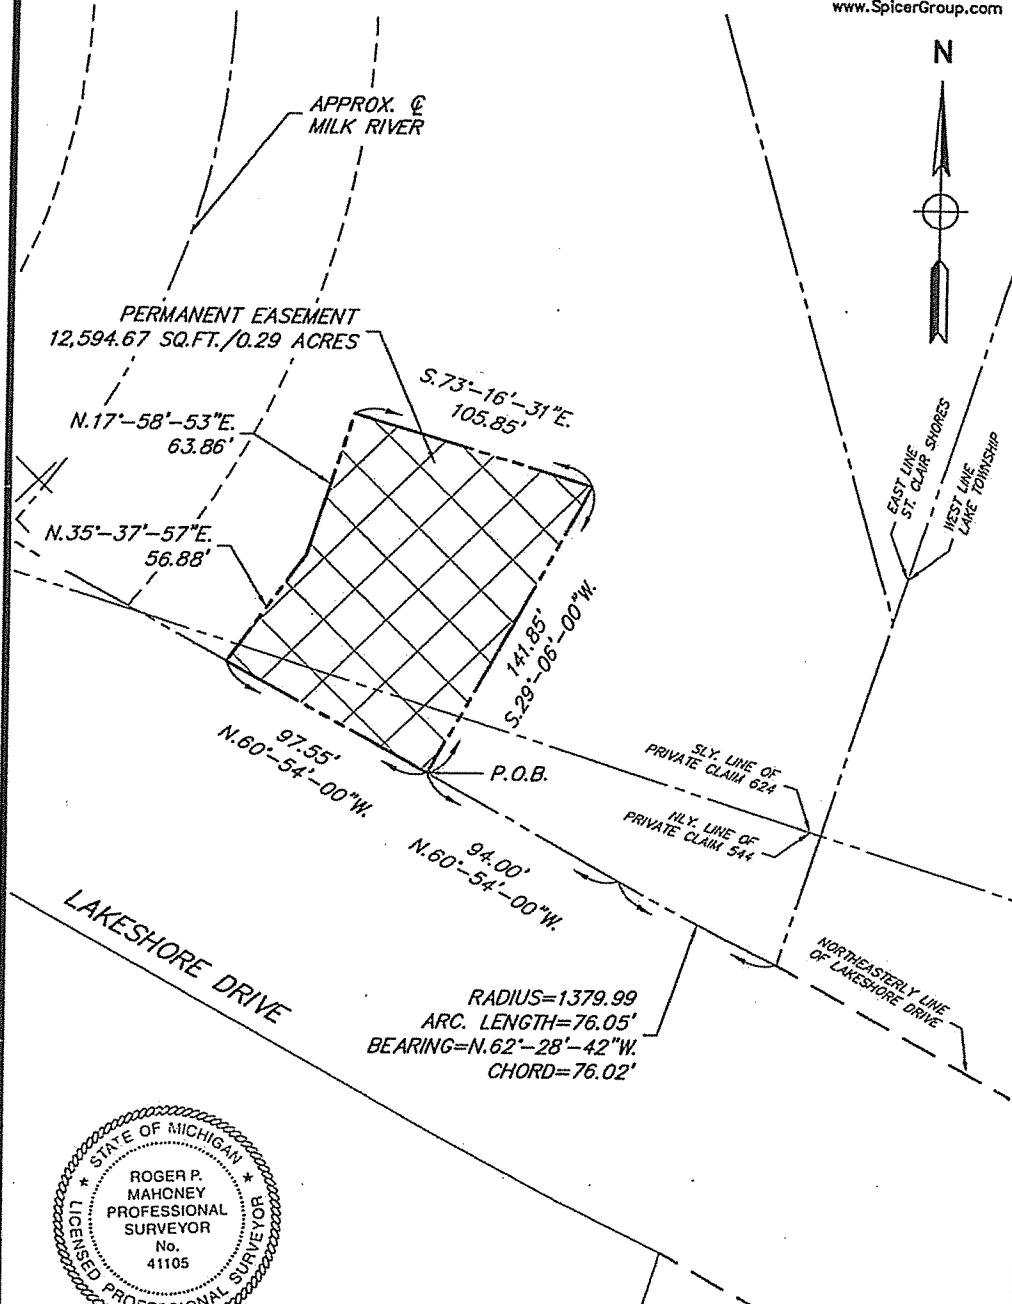 www.SpicerGroup.com
N
APPROX. ℄
MILK RIVER
PERMANENT EASEMENT
12,594.67 SQ.FT./0.29 ACRES
S.73°-16'-31"E.
105.85'
N.17°-58'-53"E.
63.86'
N.35°-37'-57"E.
56.88'
EAST LINE
ST. CLAIR SHORES
WEST LINE
LAKE TOWNSHIP
141.85'
S.29°-06'-00"W.
97.55'
N.60°-54'-00"W.
P.O.B.
SLY. LINE OF
PRIVATE CLAIM 624
NLY. LINE OF
PRIVATE CLAIM 544
94.00'
N.60°-54'-00"W.
LAKESHORE DRIVE
NORTHEASTERLY LINE
OF LAKESHORE DRIVE
RADIUS=1379.99
ARC. LENGTH=76.05'
BEARING=N.62°-28'-42"W.
CHORD=76.02'
STATE OF MICHIGAN
ROGER P.
MAHONEY
PROFESSIONAL
SURVEYOR
No.
41105
LICENSED PROFESSIONAL SURVEYOR